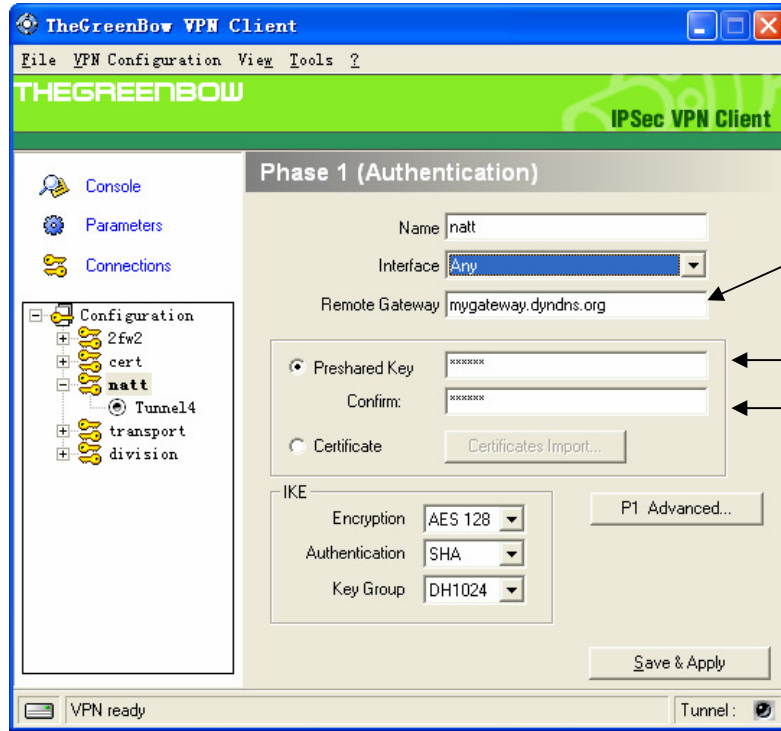 TheGreenBow VPN Client
File VPN Configuration View Tools ?
THEGREENBOW
IPSec VPN Client
Console
Parameters
Connections
Configuration
2fw2
cert
natt
Tunnel4
transport
division
Phase 1 (Authentication)
Name natt
Interface Any
Remote Gateway mygateway.dyndns.org
Preshared Key ××××××
Confirm: ××××××
Certificate Certificates Import...
IKE
Encryption AES 128
Authentication SHA
Key Group DH1024
P1 Advanced...
Save & Apply
VPN ready Tunnel :